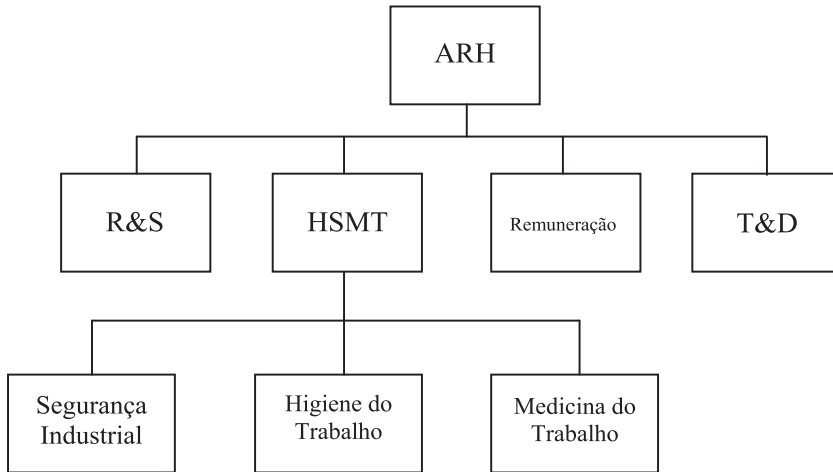 ARH
R&S
HSMT
Remuneração
T&D
Segurança
Industrial
Higiene do
Trabalho
Medicina do
Trabalho